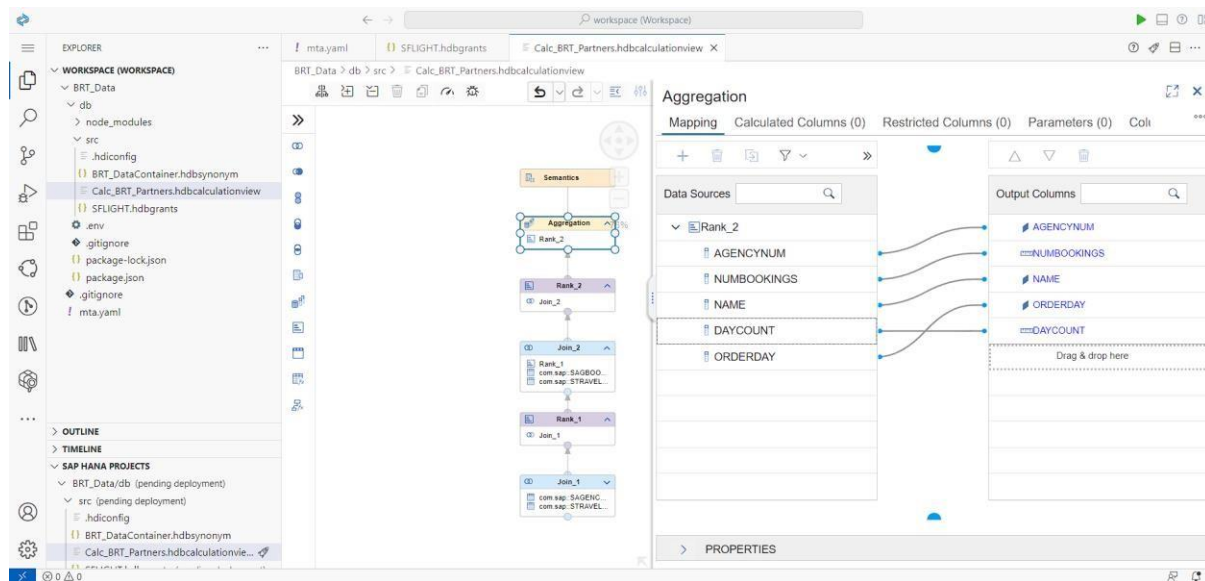 workspace (Workspace)
EXPLORER
WORKSPACE (WORKSPACE)
BRT_Data
db
node_modules
src
.hdiconfig
BRT_DataContainer.hdbsynonym
Calc_BRT_Partners.hdbcalculationview
SFLIGHT.hdbgrants
.env
.gitignore
package-lock.json
package.json
.gitignore
mta.yaml
OUTLINE
TIMELINE
SAP HANA PROJECTS
BRT_Data/db (pending deployment)
src (pending deployment)
.hdiconfig
BRT_DataContainer.hdbsynonym
Calc_BRT_Partners.hdbcalculationvie...
0 0
mta.yaml SFLIGHT.hdbgrants Calc_BRT_Partners.hdbcalculationview
BRT_Data > db > src > Calc_BRT_Partners.hdbcalculationview
Semantics
Aggregation
Rank_2
Rank_2
Join_2
Join_2
Rank_1
com.sap::SAGBOO...
com.sap::STRAVEL...
Rank_1
Join_1
Join_1
com.sap::SAGENC...
com.sap::STRAVEL...
Aggregation
Mapping Calculated Columns (0) Restricted Columns (0) Parameters (0)
Data Sources
Rank_2
AGENCYNUM
NUMBOOKINGS
NAME
DAYCOUNT
ORDERDAY
Output Columns
AGENCYNUM
NUMBOOKINGS
NAME
ORDERDAY
DAYCOUNT
Drag & drop here
PROPERTIES